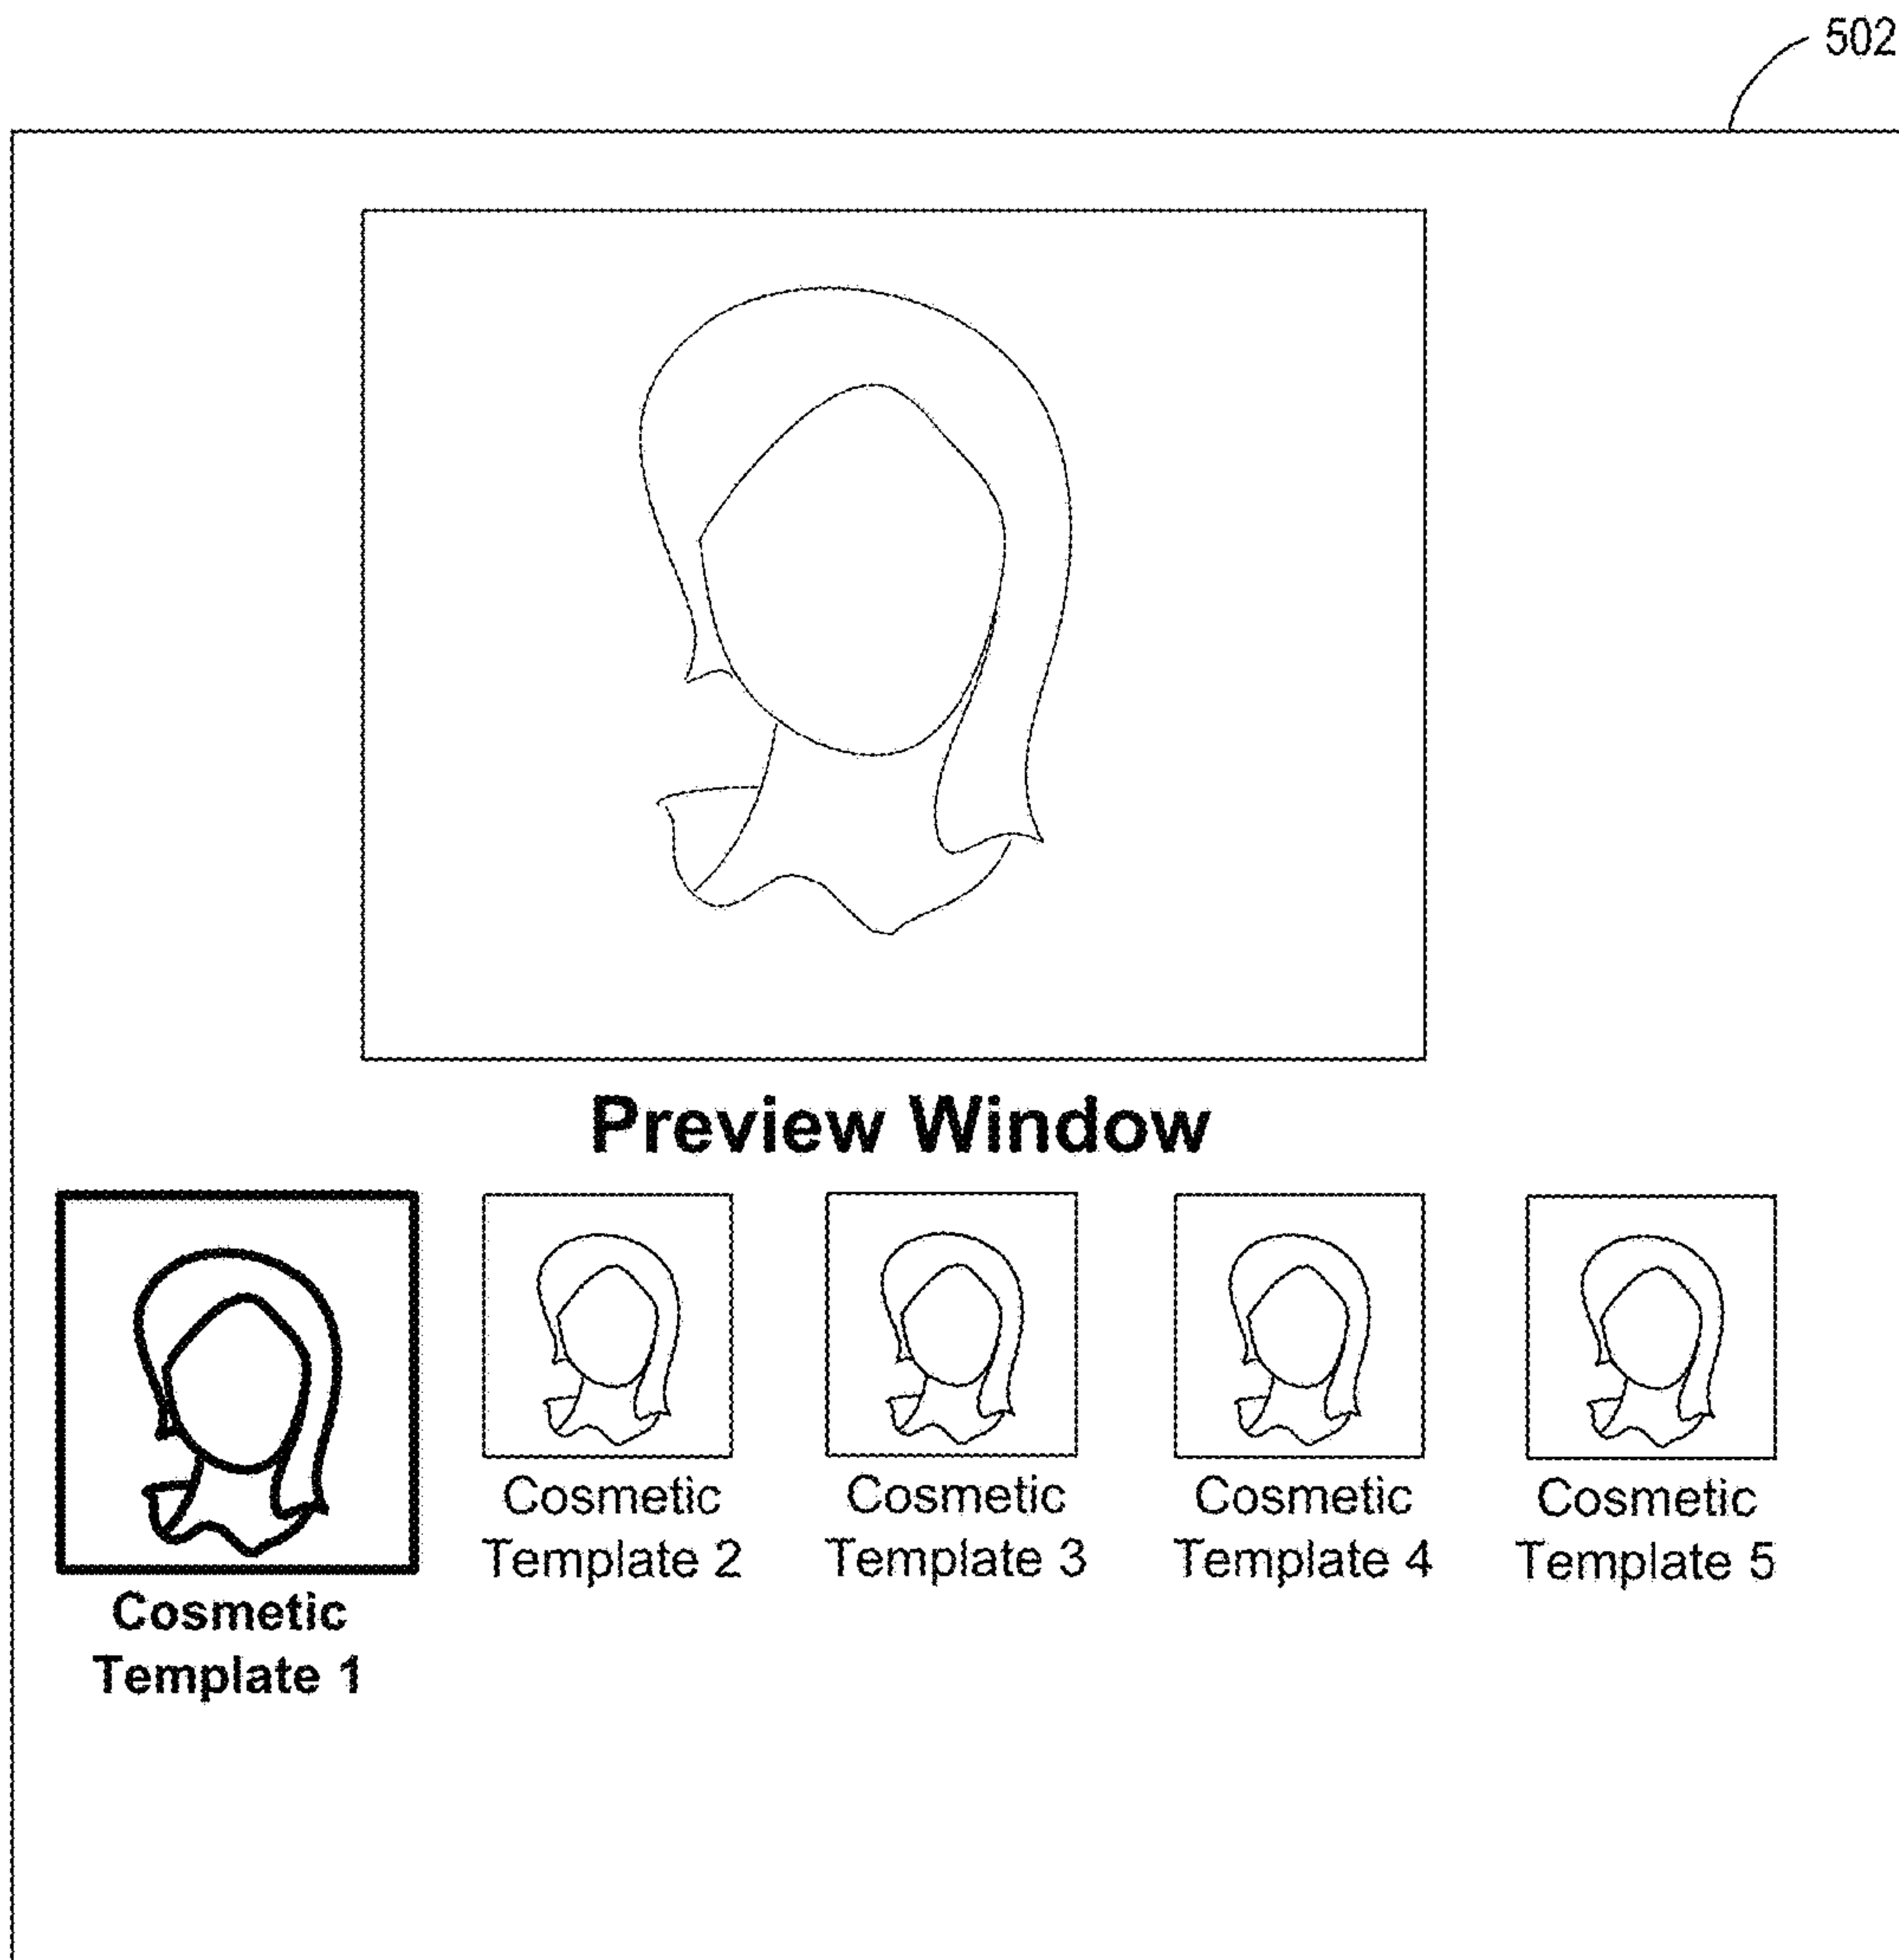 502
Preview Window
Cosmetic
Template 1
Cosmetic
Template 2
Cosmetic
Template 3
Cosmetic
Template 4
Cosmetic
Template 5